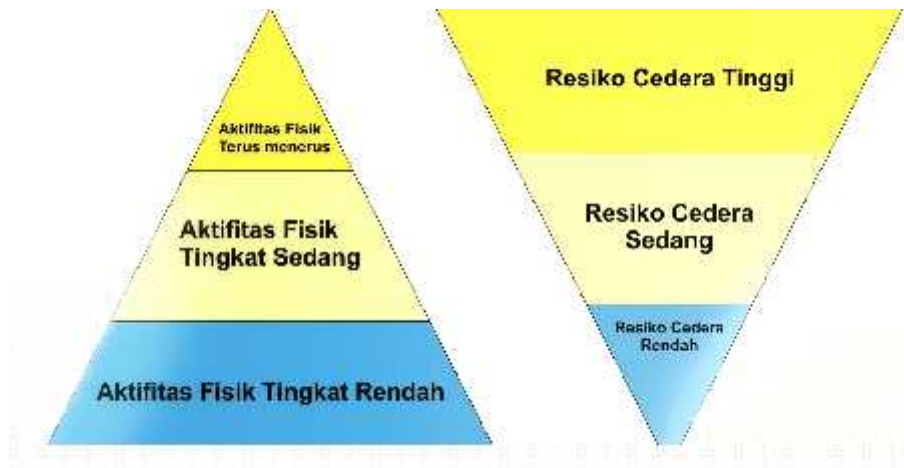 Aktifitas Fisik
Terus menerus
Aktifitas Fisik
Tingkat Sedang
Aktifitas Fisik Tingkat Rendah
Resiko Cedera Tinggi
Resiko Cedera
Sedang
Resiko Cedera
Rendah